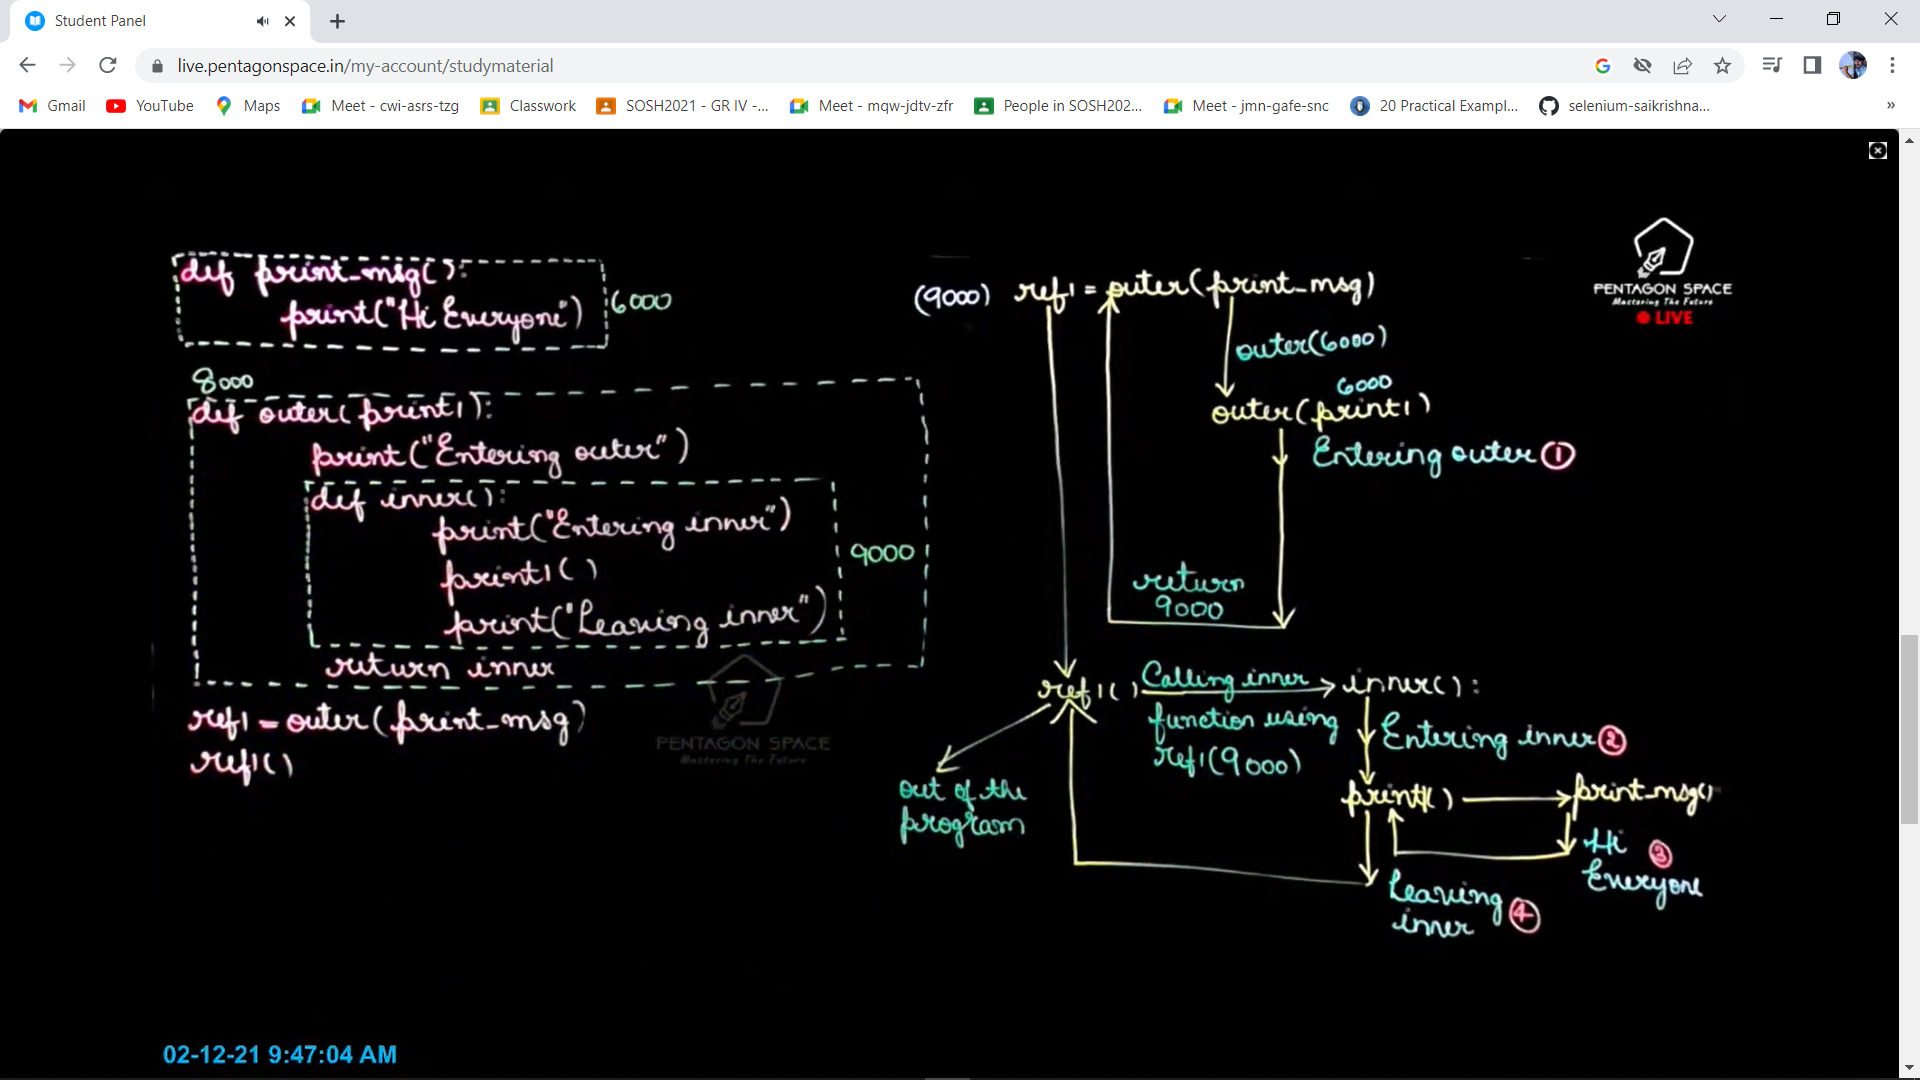 Student Panel
live.pentagonspace.in/my-account/studymaterial
Gmail
YouTube
Maps
Meet - cwi-asrs-tzg
Classwork
SOSH2021 - GR IV -...
Meet - mqw-jdtv-zfr
People in SOSH202...
Meet - jmn-gafe-snc
20 Practical Exampl...
selenium-saikrishna...
»
def print_msg():
print("Hi Everyone")
6000
8000
def outer(print1):
print("Entering outer")
def inner():
print("Entering inner")
print1()
print("Leaving inner")
9000
return inner
ref1 = outer(print_msg)
ref1()
PENTAGON SPACE
Mastering The Future
(9000) ref1 = outer(print_msg)
outer(6000)
6000
outer(print1)
Entering outer 1
return
9000
ref1() Calling inner inner():
function using
ref1(9000)
Entering inner 2
print1() print_msg()
Hi 3
Everyone
Leaving 4
inner
out of the
program
PENTAGON SPACE
Mastering The Future
LIVE
02-12-21 9:47:04 AM